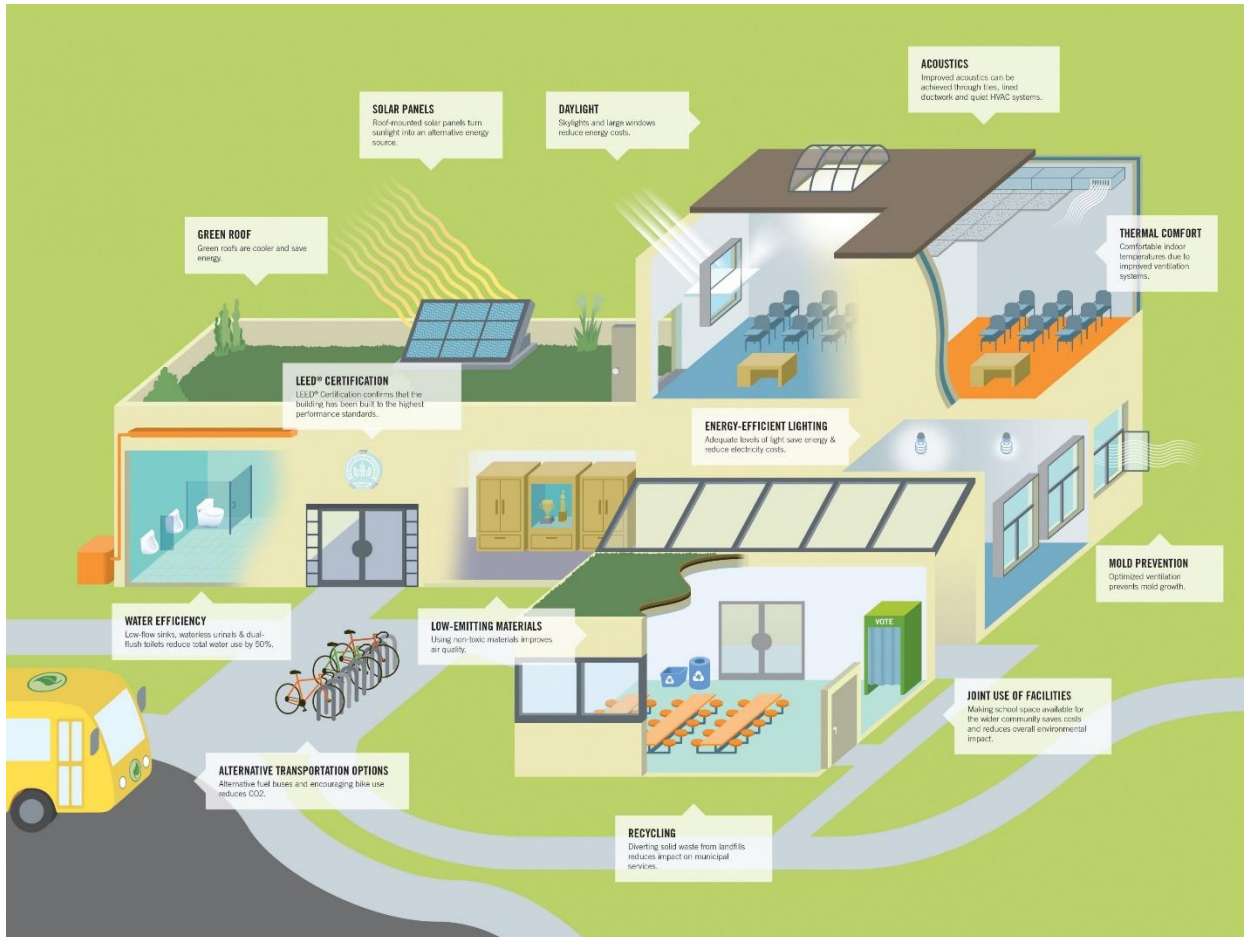 ACOUSTICS
Improved acoustics can be
achieved through tiles, lined
ductwork and quiet HVAC systems.
SOLAR PANELS
Roof-mounted solar panels turn
sunlight into an alternative energy
source.
DAYLIGHT
Skylights and large windows
reduce energy costs.
GREEN ROOF
Green roofs are cooler and save
energy.
THERMAL COMFORT
Comfortable indoor
temperatures due to
improved ventilation
systems.
LEED® CERTIFICATION
LEED® Certification confirms that the
building has been built to the highest
performance standards.
ENERGY-EFFICIENT LIGHTING
Adequate levels of light save energy &
reduce electricity costs.
MOLD PREVENTION
Optimized ventilation
prevents mold growth.
WATER EFFICIENCY
Low-flow sinks, waterless urinals & dual-
flush toilets reduce total water use by 50%.
LOW-EMITTING MATERIALS
Using non-toxic materials improves
air quality.
VOTE
JOINT USE OF FACILITIES
Making school space available for
the wider community saves costs
and reduces overall environmental
impact.
ALTERNATIVE TRANSPORTATION OPTIONS
Alternative fuel buses and encouraging bike use
reduces CO2.
RECYCLING
Diverting solid waste from landfills
reduces impact on municipal
services.